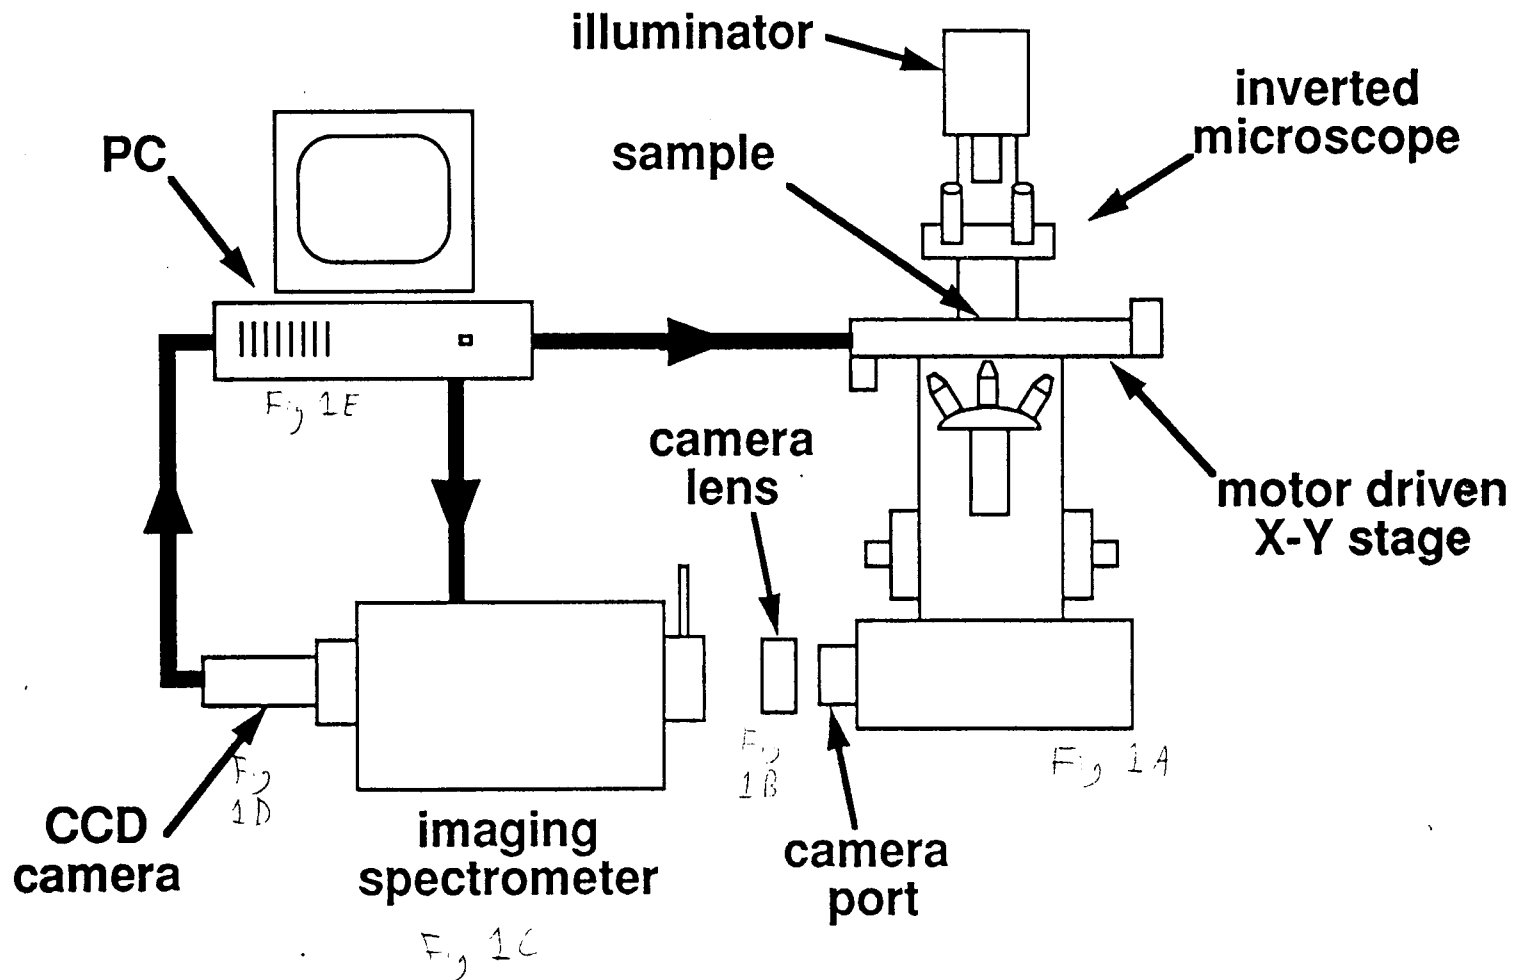 illuminator
inverted
microscope
PC
sample
Fig 1E
camera
lens
motor driven
X-Y stage
Fig
1B
Fig 1A
Fig
1D
CCD
camera
imaging
spectrometer
camera
port
Fig 1C